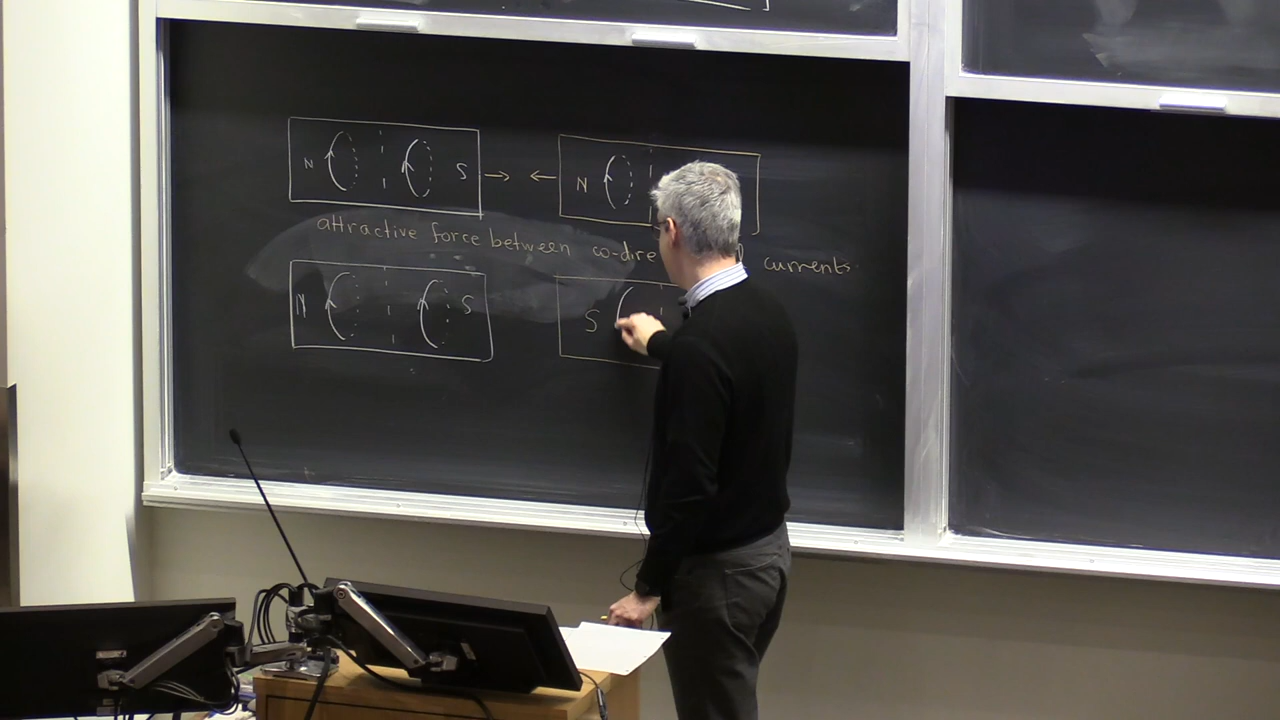 N S → ← N
attractive force between co-dire currents
N S S